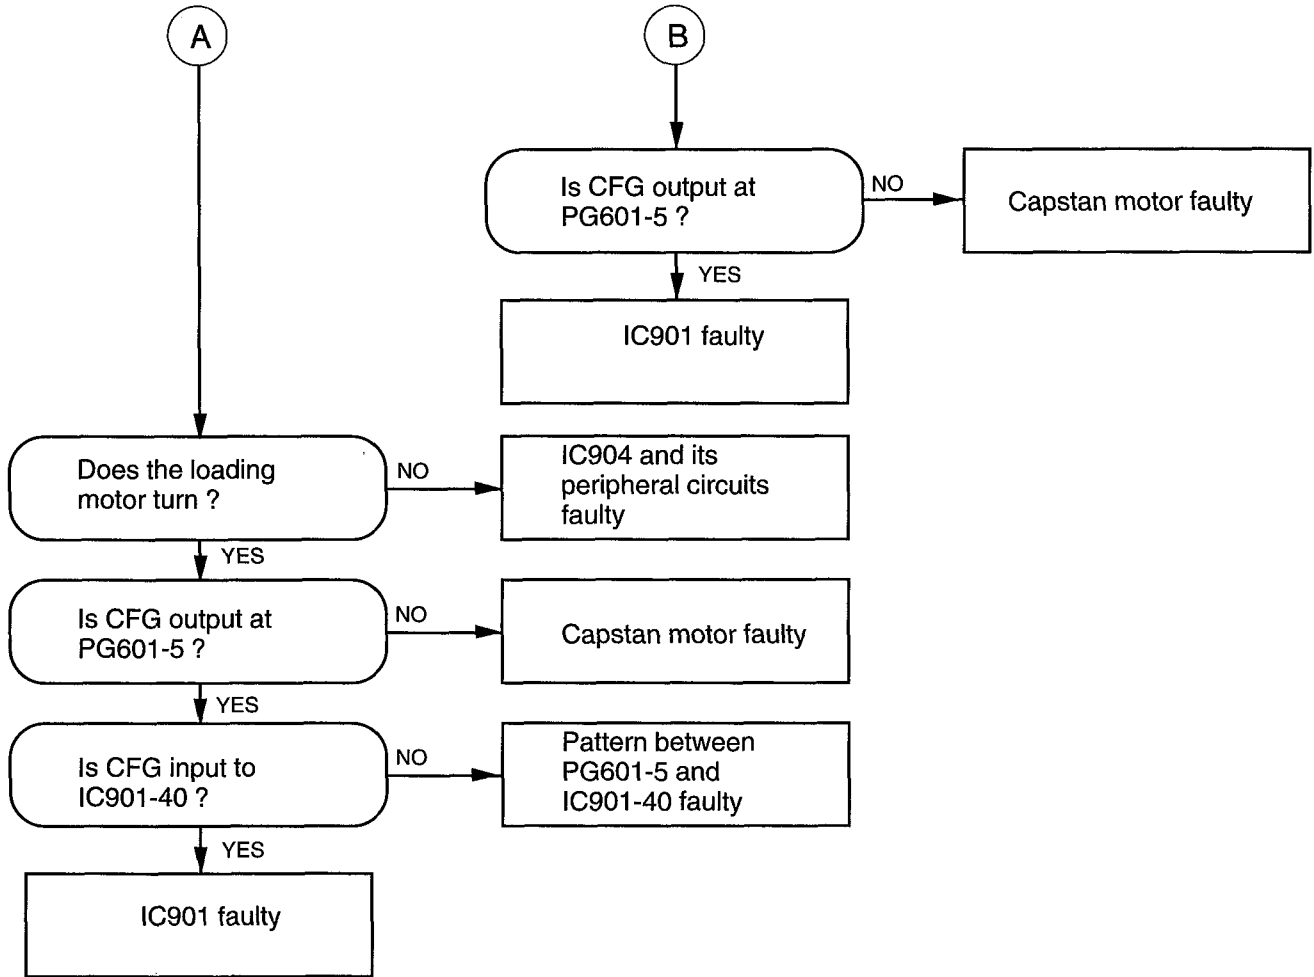 A
B
Is CFG output at
PG601-5 ?
NO
Capstan motor faulty
YES
IC901 faulty
Does the loading
motor turn ?
NO
IC904 and its
peripheral circuits
faulty
YES
Is CFG output at
PG601-5 ?
NO
Capstan motor faulty
YES
Is CFG input to
IC901-40 ?
NO
Pattern between
PG601-5 and
IC901-40 faulty
YES
IC901 faulty